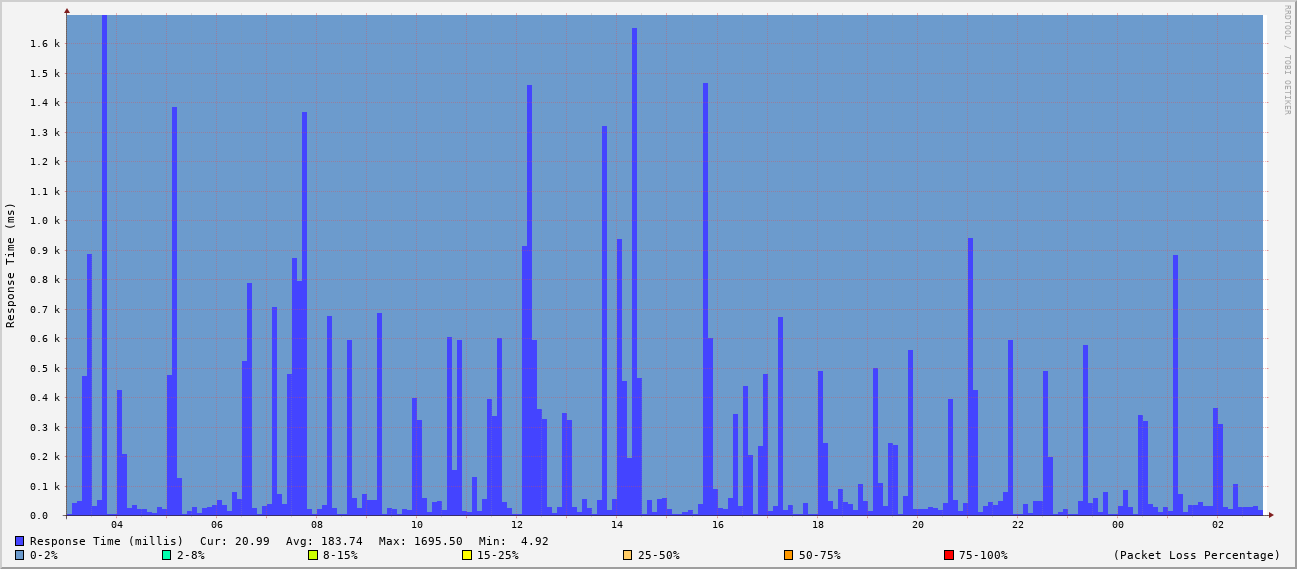 RRDTOOL / TOBI OETIKER
Response Time (ms)
1.6 k
1.5 k
1.4 k
1.3 k
1.2 k
1.1 k
1.0 k
0.9 k
0.8 k
0.7 k
0.6 k
0.5 k
0.4 k
0.3 k
0.2 k
0.1 k
0.0
04 06 08 10 12 14 16 18 20 22 00 02
Response Time (millis) Cur: 20.99 Avg: 183.74 Max: 1695.50 Min: 4.92
0-2% 2-8% 8-15% 15-25% 25-50% 50-75% 75-100% (Packet Loss Percentage)